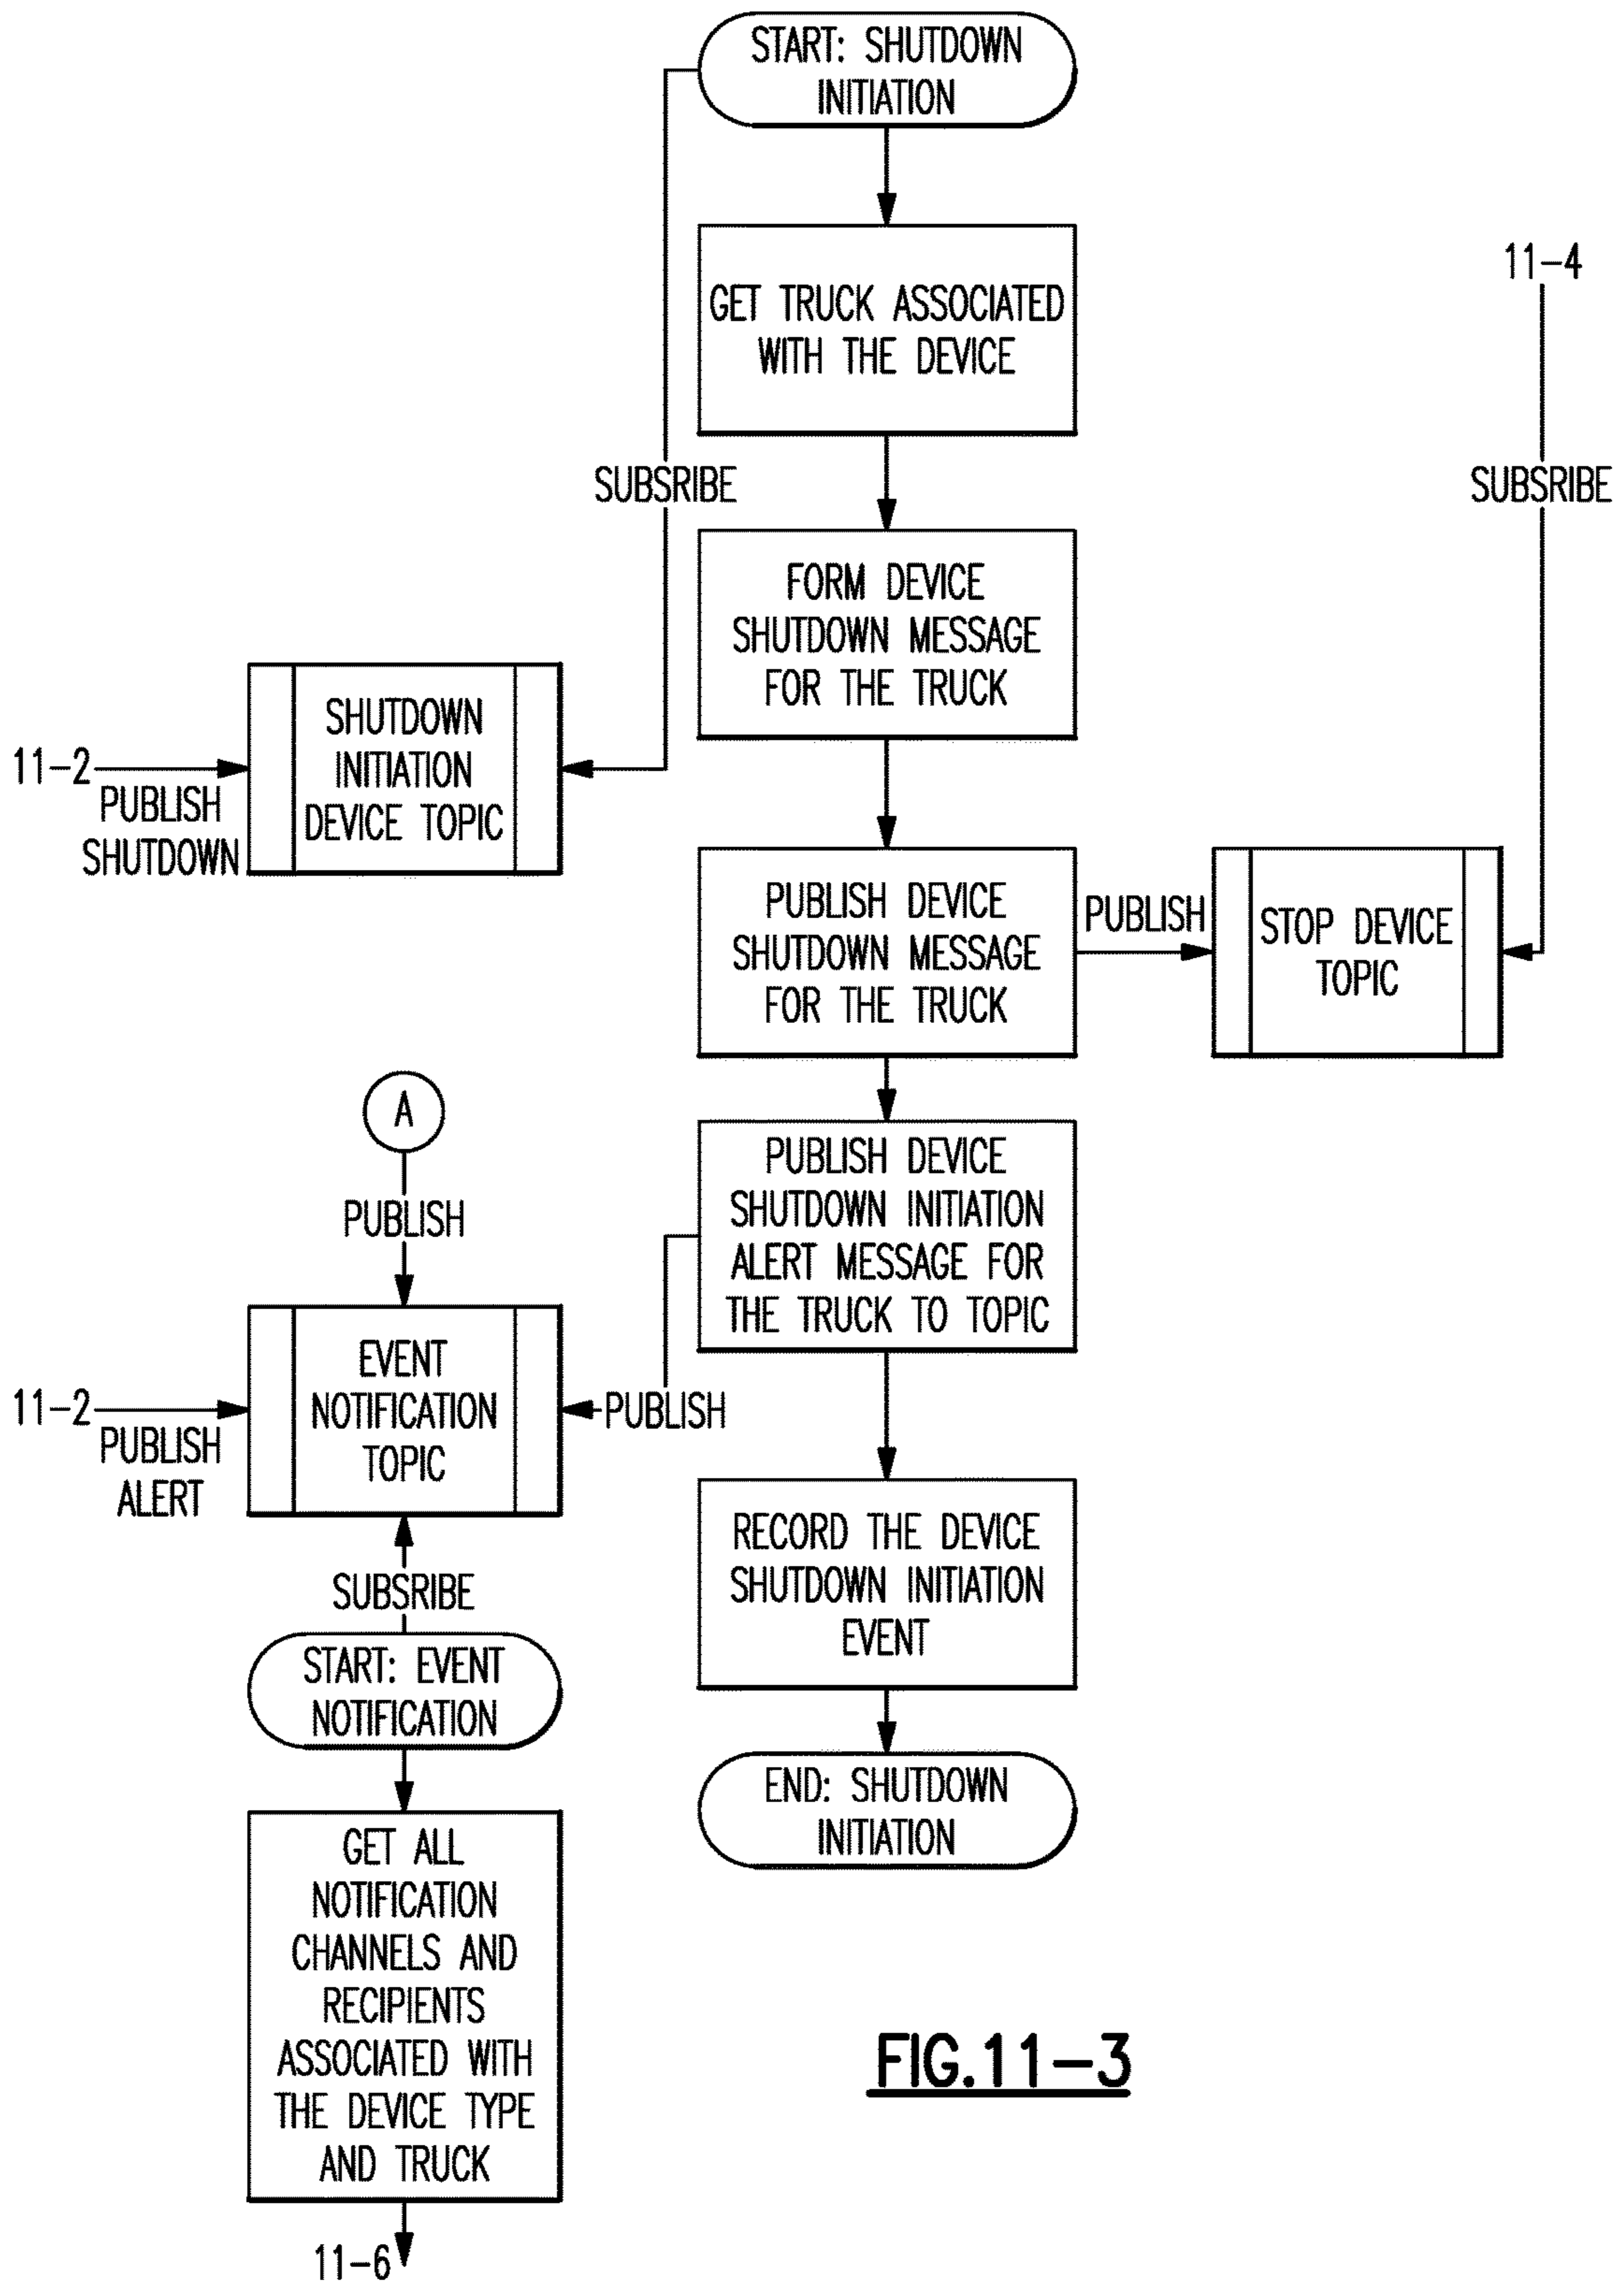 START: SHUTDOWN
INITIATION
GET TRUCK ASSOCIATED
WITH THE DEVICE
11-4
SUBSRIBE
SUBSRIBE
FORM DEVICE
SHUTDOWN MESSAGE
FOR THE TRUCK
SHUTDOWN
INITIATION
DEVICE TOPIC
11-2
PUBLISH
SHUTDOWN
PUBLISH DEVICE
SHUTDOWN MESSAGE
FOR THE TRUCK
PUBLISH
STOP DEVICE
TOPIC
A
PUBLISH
PUBLISH DEVICE
SHUTDOWN INITIATION
ALERT MESSAGE FOR
THE TRUCK TO TOPIC
EVENT
NOTIFICATION
TOPIC
11-2
PUBLISH
ALERT
PUBLISH
RECORD THE DEVICE
SHUTDOWN INITIATION
EVENT
SUBSRIBE
START: EVENT
NOTIFICATION
END: SHUTDOWN
INITIATION
GET ALL
NOTIFICATION
CHANNELS AND
RECIPIENTS
ASSOCIATED WITH
THE DEVICE TYPE
AND TRUCK
11-6
FIG.11-3